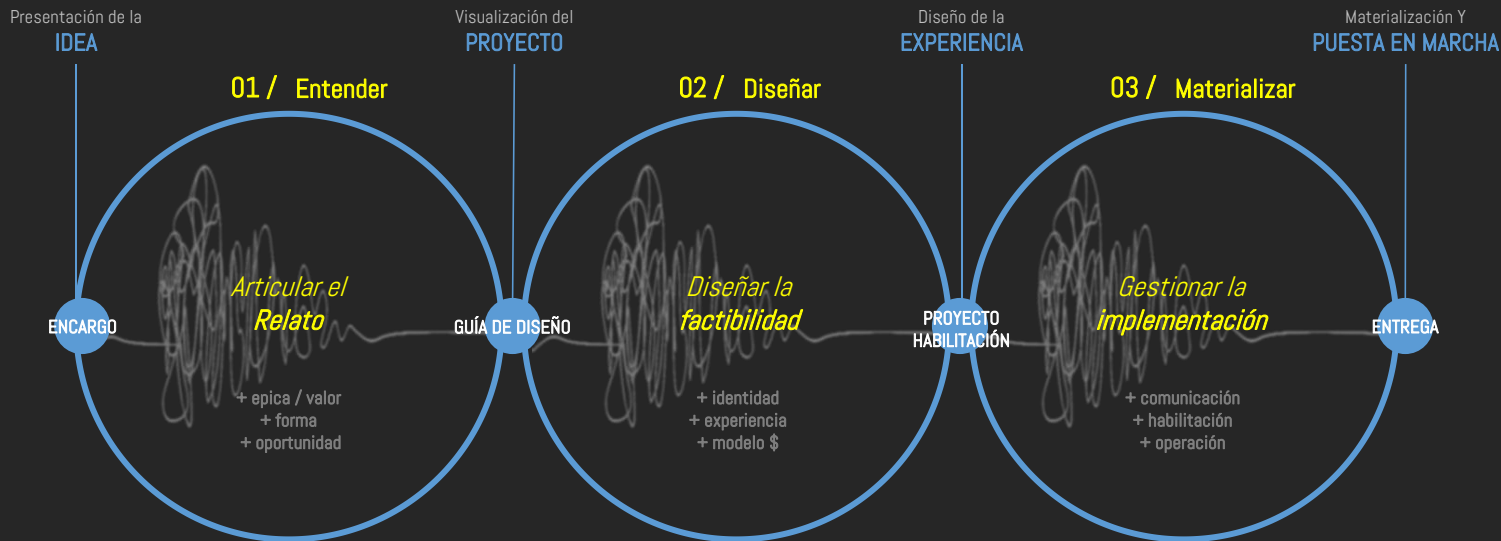 Presentación de la
IDEA
Visualización del
PROYECTO
Diseño de la
EXPERIENCIA
Materialización Y
PUESTA EN MARCHA
01 / Entender
02 / Diseñar
03 / Materializar
Articular el
Relato
Diseñar la
factibilidad
Gestionar la
implementación
ENCARGO
GUÍA DE DISEÑO
PROYECTO
HABILITACIÓN
ENTREGA
+ epica / valor
+ forma
+ oportunidad
+ identidad
+ experiencia
+ modelo $
+ comunicación
+ habilitación
+ operación